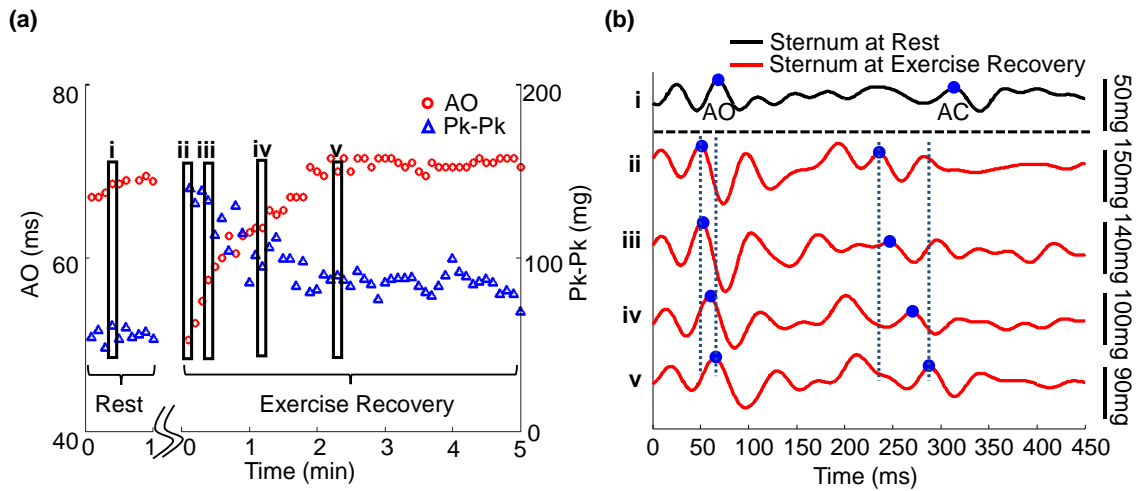 (a)
80
60
40
AO (ms)
200
100
0
Pk-Pk (mg)
AO
Pk-Pk
i
ii
iii
iv
v
Rest
Exercise Recovery
0
1
0
1
2
3
4
5
Time (min)
(b)
Sternum at Rest
Sternum at Exercise Recovery
i
AO
AC
50mg
ii
150mg
iii
140mg
iv
100mg
v
90mg
0 50 100 150 200 250 300 350 400 450
Time (ms)